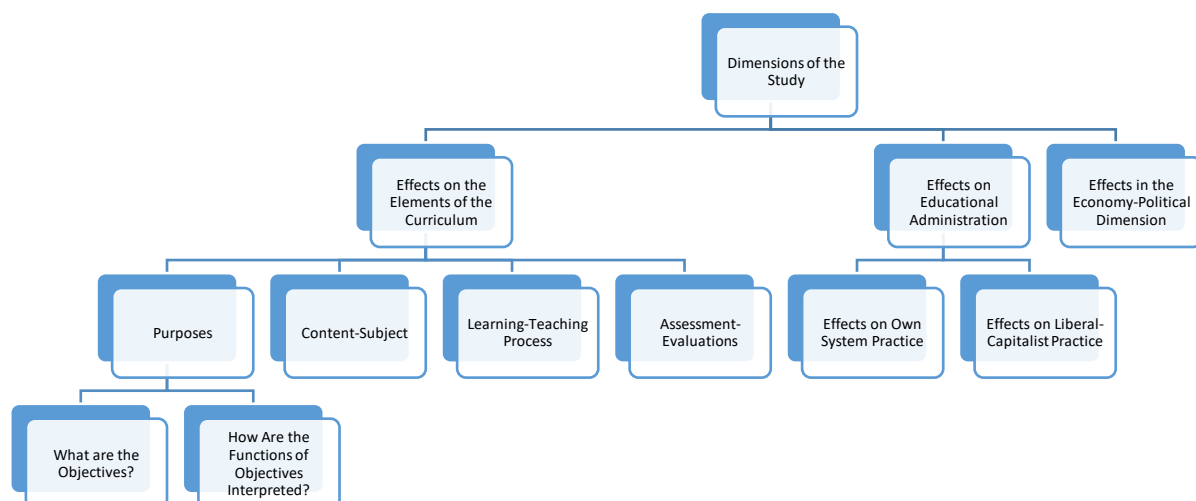 Dimensions of the
Study
Effects on the
Elements of the
Curriculum
Effects on
Educational
Administration
Effects in the
Economy-Political
Dimension
Purposes
Content-Subject
Learning-Teaching
Process
Assessment-
Evaluations
Effects on Own
System Practice
Effects on Liberal-
Capitalist Practice
What are the
Objectives?
How Are the
Functions of
Objectives
Interpreted?